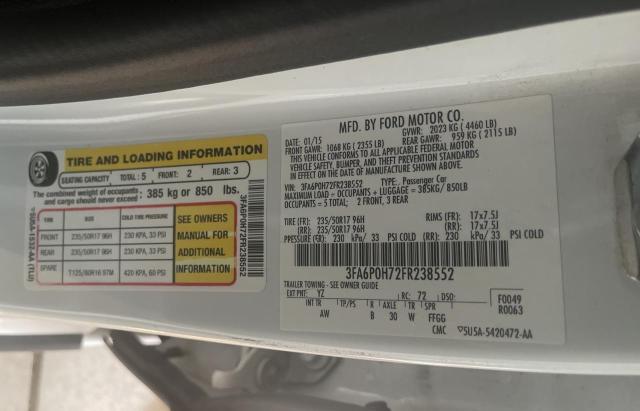 TIRE AND LOADING INFORMATION
SEATING CAPACITY TOTAL: 5 FRONT: 2 REAR: 3
The combined weight of occupants and cargo should never exceed: 385 kg or 850 lbs.
TIRE SIZE COLD TIRE PRESSURE SEE OWNERS MANUAL FOR ADDITIONAL INFORMATION
FRONT 235/50R17 96H 230 KPA, 33 PSI
REAR 235/50R17 96H 230 KPA, 33 PSI
SPARE T125/80R16 97M 420 KPA, 60 PSI
3FA6P0H72FR238552
MFD. BY FORD MOTOR CO.
DATE: 01/15 GVWR: 2023 KG (4460 LB)
FRONT GAWR: 1068 KG (2355 LB) REAR GAWR: 959 KG (2115 LB)
THIS VEHICLE CONFORMS TO ALL APPLICABLE FEDERAL MOTOR
VEHICLE SAFETY, BUMPER, AND THEFT PREVENTION STANDARDS IN
EFFECT ON THE DATE OF MANUFACTURE SHOWN ABOVE.
VIN: 3FA6P0H72FR238552 TYPE: Passenger Car
MAXIMUM LOAD = OCCUPANTS + LUGGAGE = 385KG/ 850LB
OCCUPANTS = 5 TOTAL: 2 FRONT, 3 REAR
TIRE (FR): 235/50R17 96H RIMS (FR): 17x7.5J
(RR): 235/50R17 96H (RR): 17x7.5J
PRESSURE (FR): 230 kPa/ 33 PSI COLD (RR): 230 kPa/ 33 PSI COLD
3FA6P0H72FR238552
TRAILER TOWING - SEE OWNER GUIDE
EXT PNT: YZ RC: 72 DSO: F0049
INT TR TP/PS R AXLE TR SPR R0063
AW B 30 W FFGG
CMC 5U5A-5420472-AA